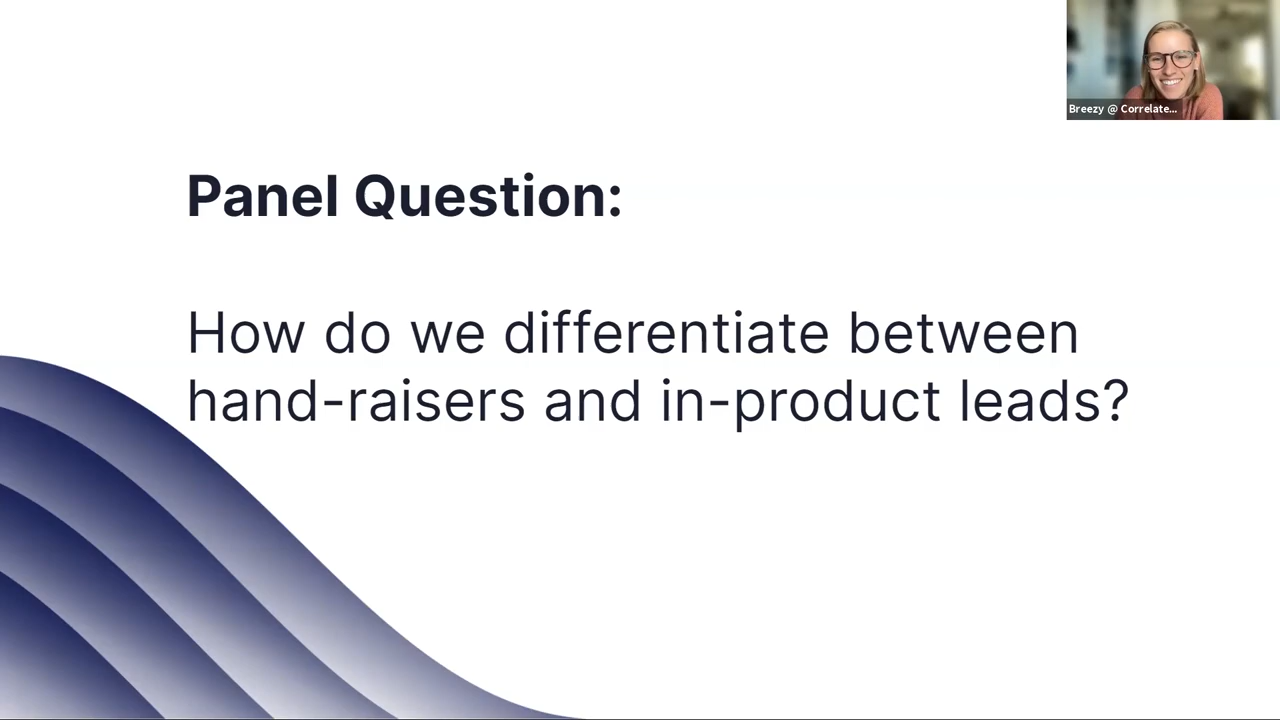 Breezy @ Correlate...
Panel Question:
How do we differentiate between
hand-raisers and in-product leads?